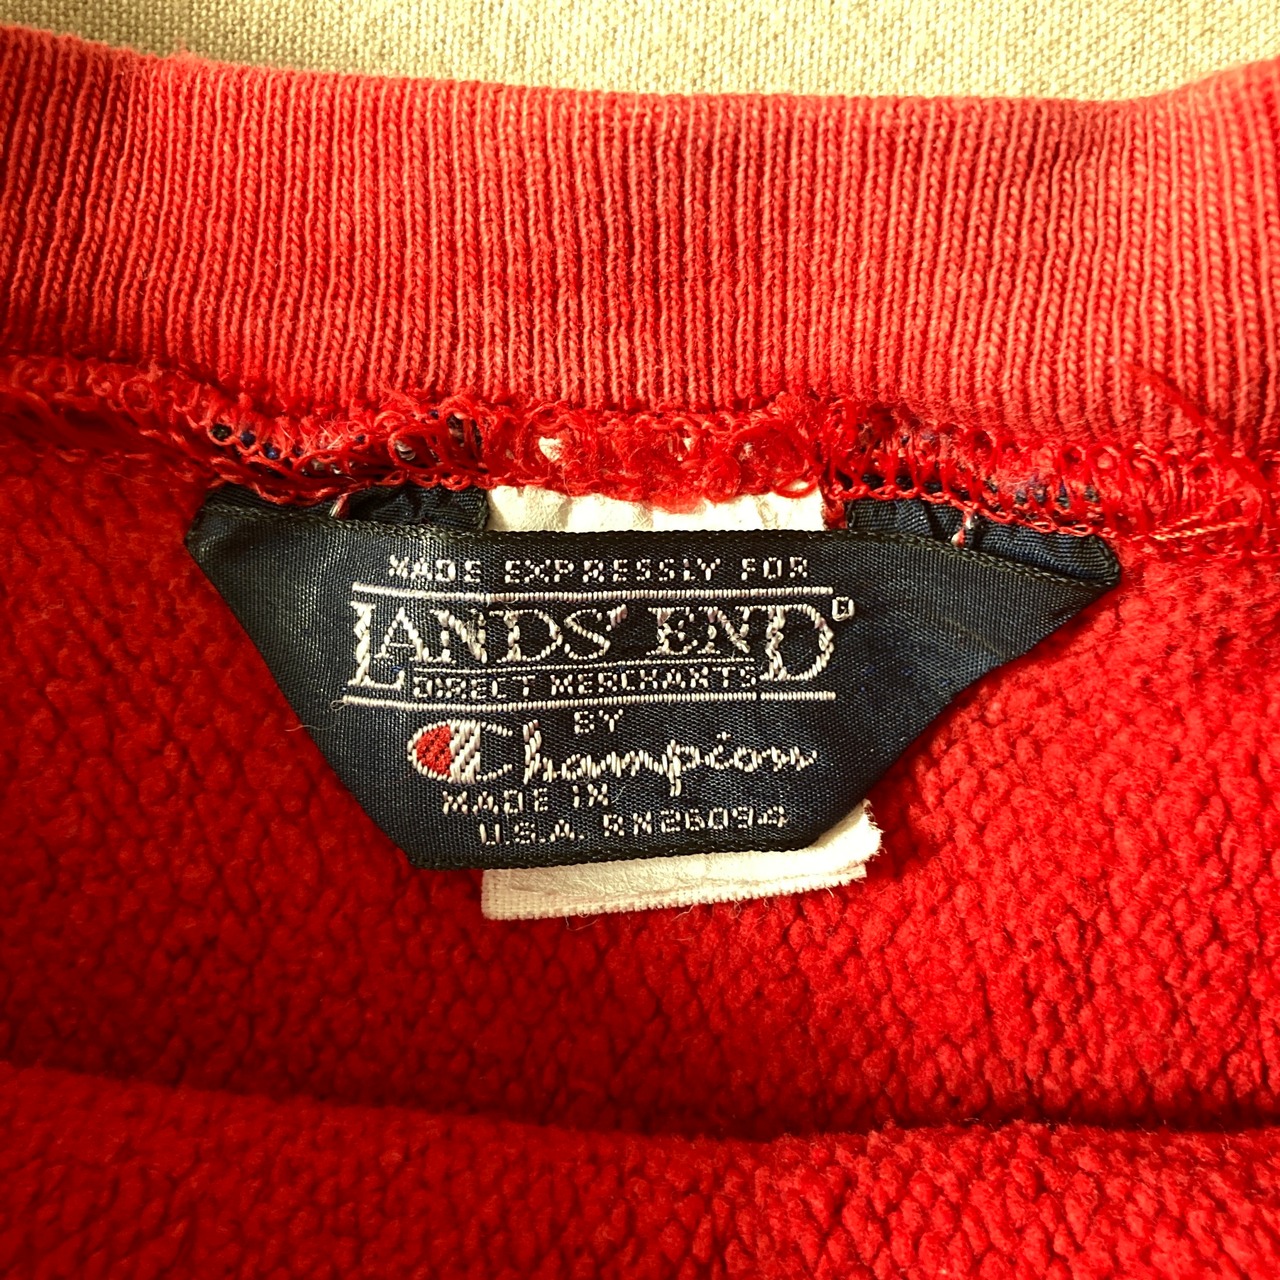 MADE EXPRESSLY FOR
LANDS' END®
DIRECT MERCHANTS
BY
Champion
MADE IN
U.S.A. RN26094